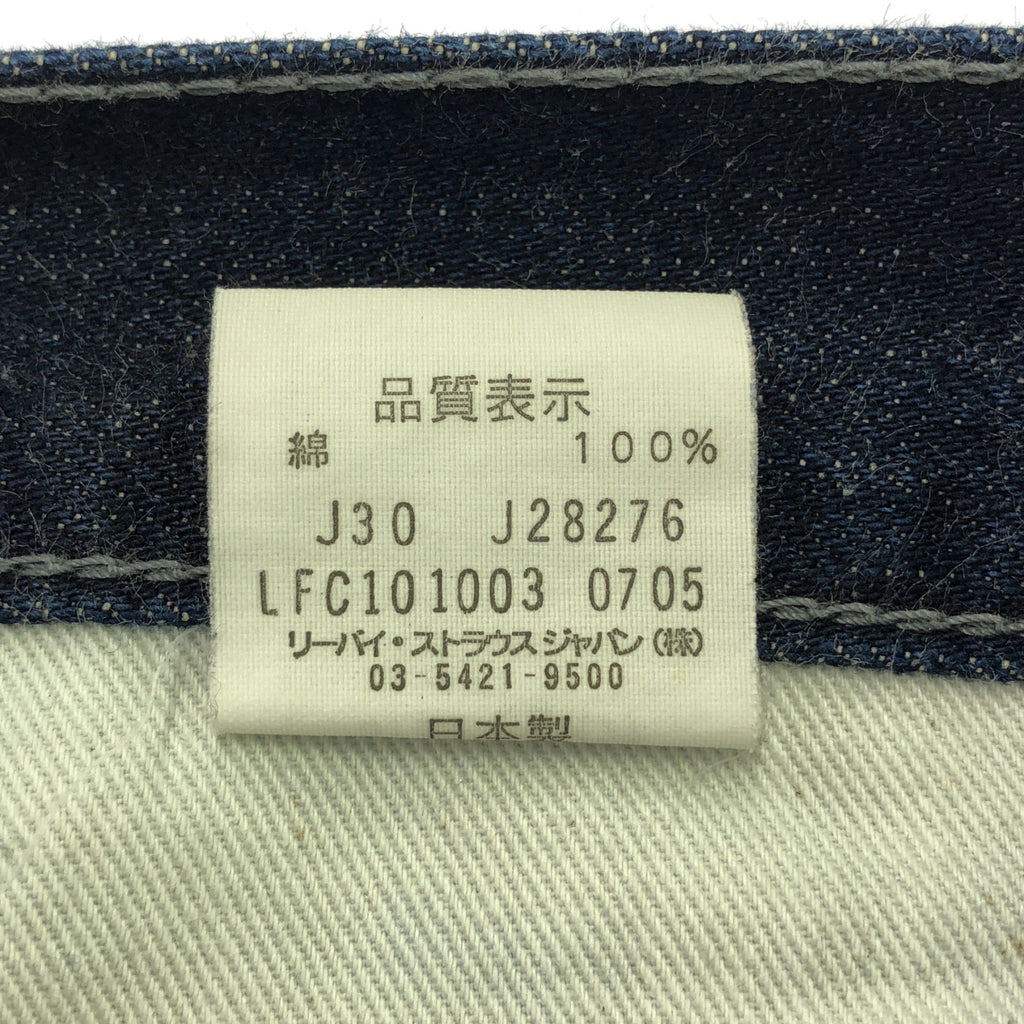 品質表示
綿 100%
J30 J28276
LFC101003 0705
リーバイ・ストラウスジャパン(株)
03-5421-9500
日本製